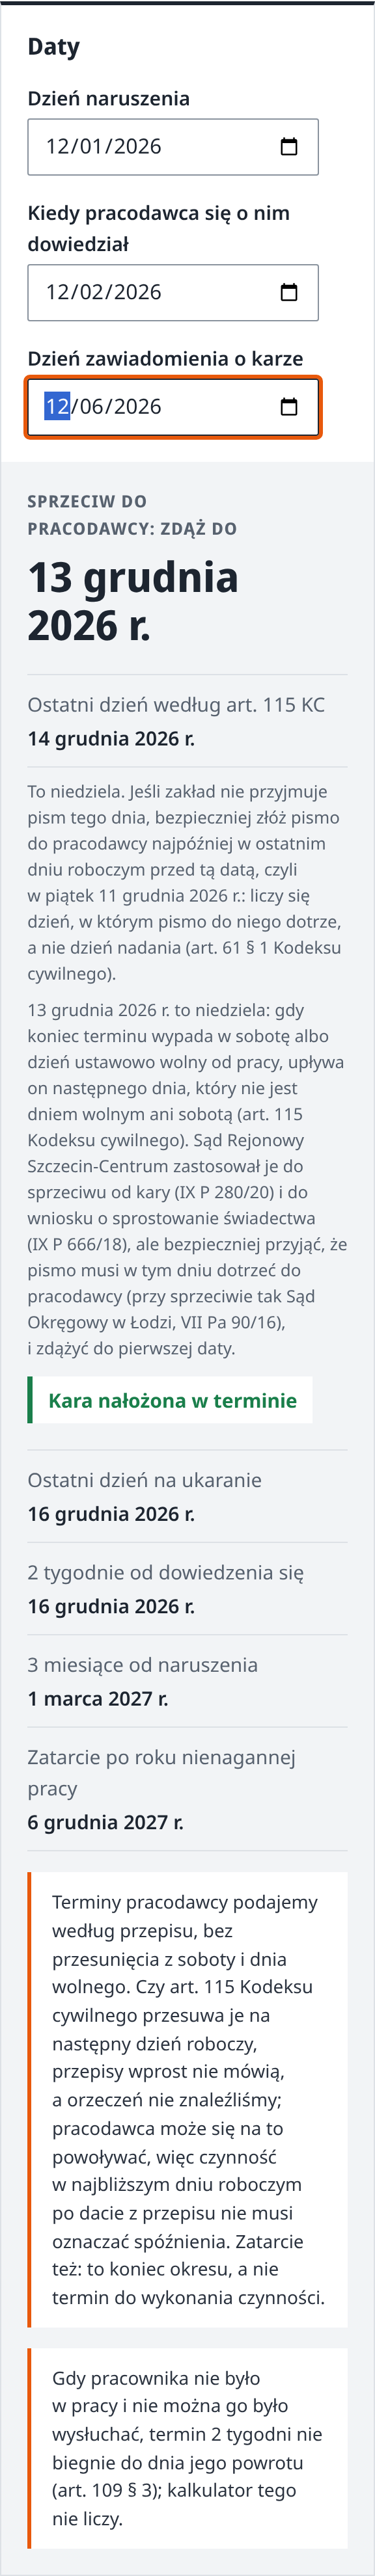 Daty
Dzień naruszenia
12/01/2026
Kiedy pracodawca się o nim
dowiedział
12/02/2026
Dzień zawiadomienia o karze
12/06/2026
SPRZECIW DO
PRACODAWCY: ZDĄŻ DO
13 grudnia
2026 r.
Ostatni dzień według art. 115 KC
14 grudnia 2026 r.
To niedziela. Jeśli zakład nie przyjmuje
pism tego dnia, bezpieczniej złóż pismo
do pracodawcy najpóźniej w ostatnim
dniu roboczym przed tą datą, czyli
w piątek 11 grudnia 2026 r.: liczy się
dzień, w którym pismo do niego dotrze,
a nie dzień nadania (art. 61 § 1 Kodeksu
cywilnego).
13 grudnia 2026 r. to niedziela: gdy
koniec terminu wypada w sobotę albo
dzień ustawowo wolny od pracy, upływa
on następnego dnia, który nie jest
dniem wolnym ani sobotą (art. 115
Kodeksu cywilnego). Sąd Rejonowy
Szczecin-Centrum zastosował je do
sprzeciwu od kary (IX P 280/20) i do
wniosku o sprostowanie świadectwa
(IX P 666/18), ale bezpieczniej przyjąć, że
pismo musi w tym dniu dotrzeć do
pracodawcy (przy sprzeciwie tak Sąd
Okręgowy w Łodzi, VII Pa 90/16),
i zdążyć do pierwszej daty.
Kara nałożona w terminie
Ostatni dzień na ukaranie
16 grudnia 2026 r.
2 tygodnie od dowiedzenia się
16 grudnia 2026 r.
3 miesiące od naruszenia
1 marca 2027 r.
Zatarcie po roku nienagannej
pracy
6 grudnia 2027 r.
Terminy pracodawcy podajemy
według przepisu, bez
przesunięcia z soboty i dnia
wolnego. Czy art. 115 Kodeksu
cywilnego przesuwa je na
następny dzień roboczy,
przepisy wprost nie mówią,
a orzeczeń nie znaleźliśmy;
pracodawca może się na to
powoływać, więc czynność
w najbliższym dniu roboczym
po dacie z przepisu nie musi
oznaczać spóźnienia. Zatarcie
też: to koniec okresu, a nie
termin do wykonania czynności.
Gdy pracownika nie było
w pracy i nie można go było
wysłuchać, termin 2 tygodni nie
biegnie do dnia jego powrotu
(art. 109 § 3); kalkulator tego
nie liczy.